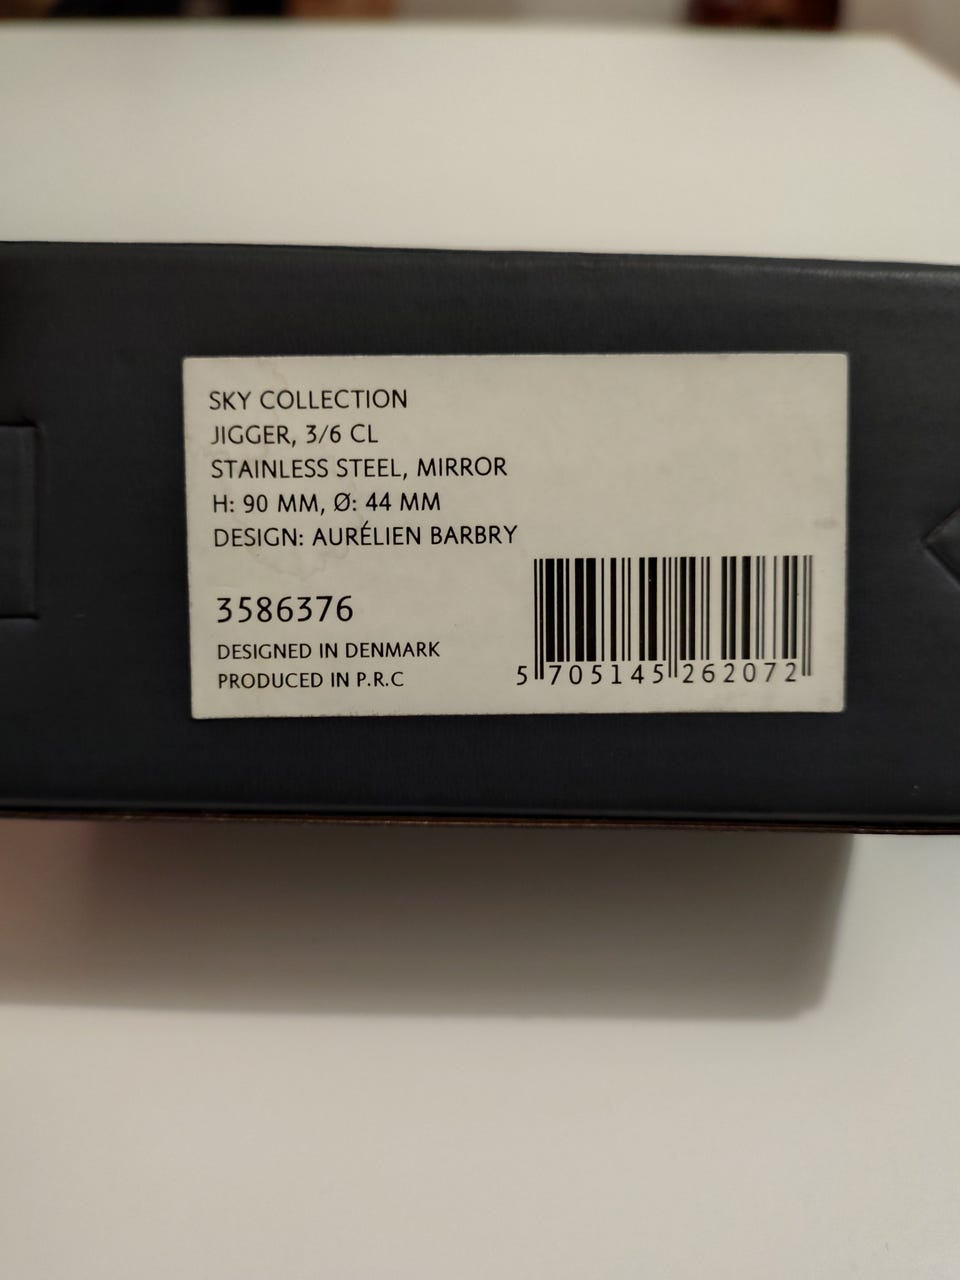 SKY COLLECTION
JIGGER, 3/6 CL
STAINLESS STEEL, MIRROR
H: 90 MM, Ø: 44 MM
DESIGN: AURÉLIEN BARBRY
3586376
DESIGNED IN DENMARK
PRODUCED IN P.R.C
5 705145 262072